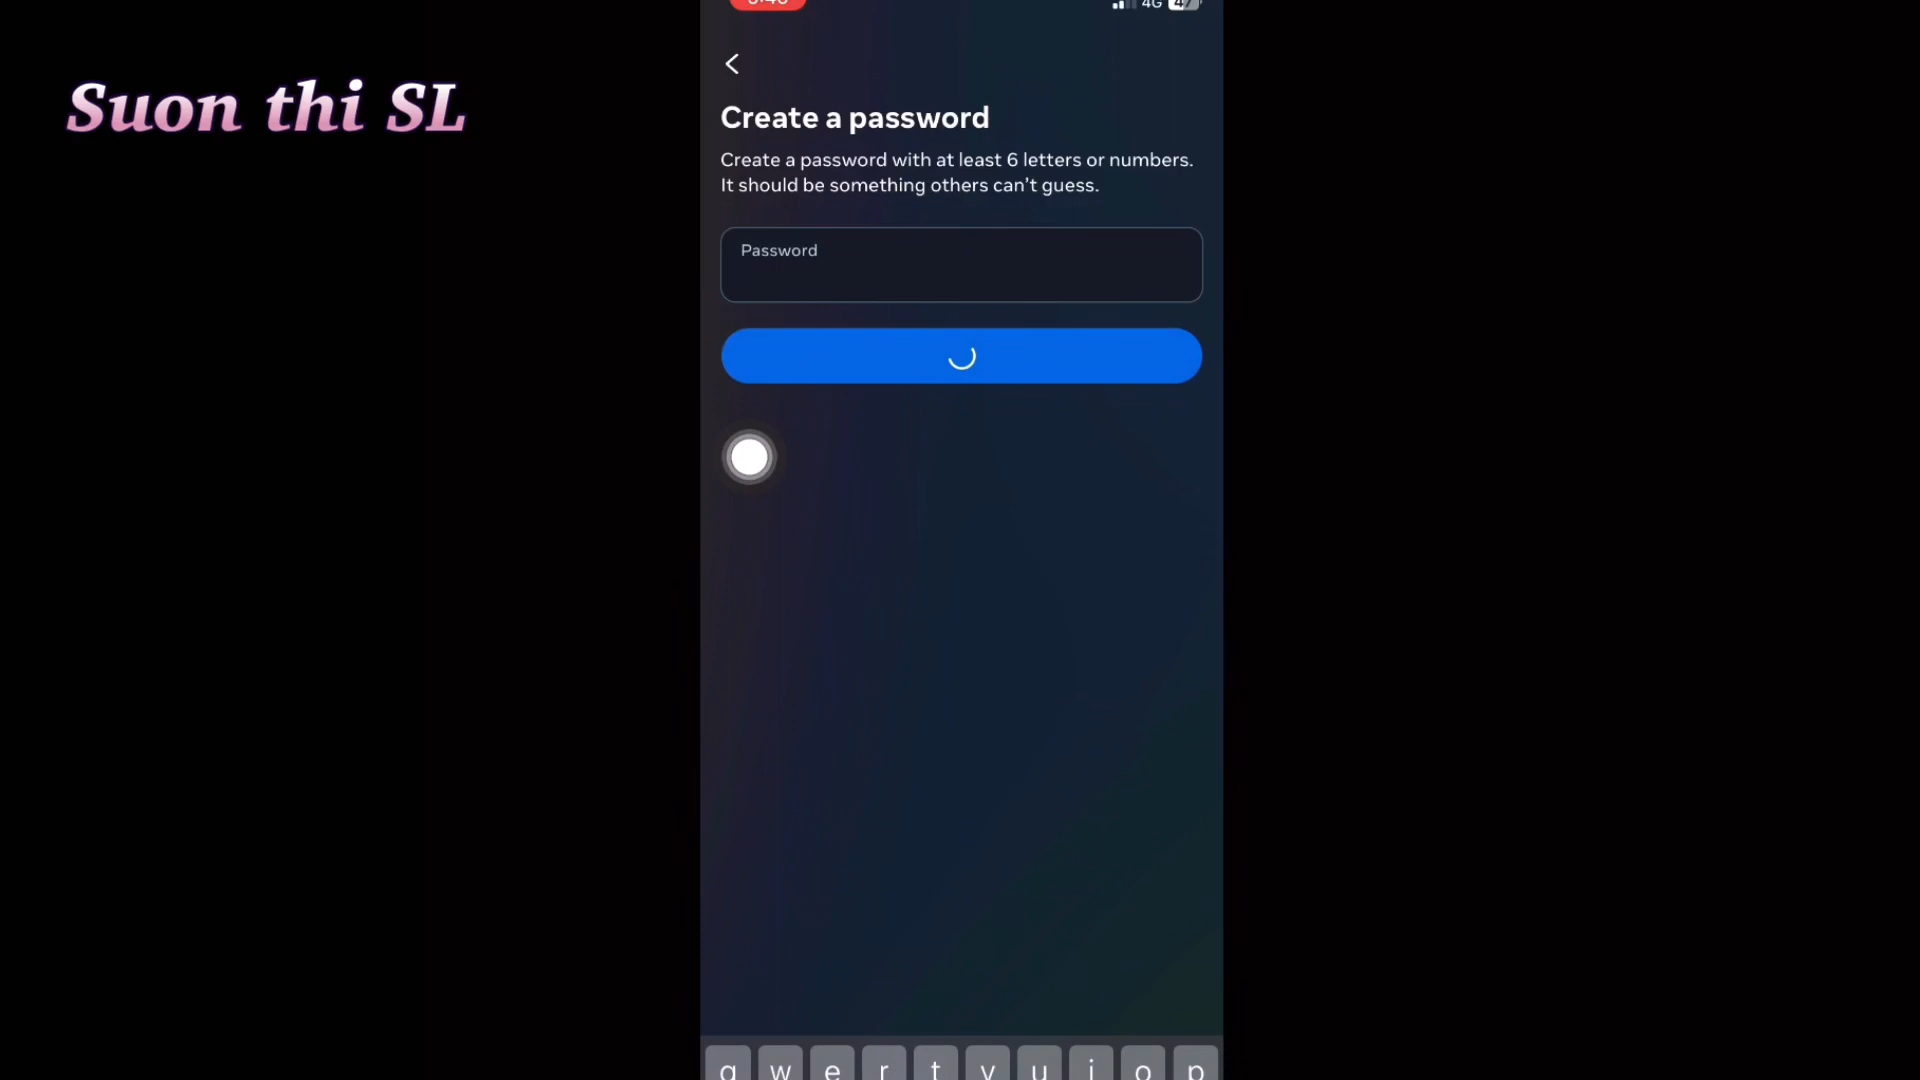 Suon thi SL
4G
Create a password
Create a password with at least 6 letters or numbers.
It should be something others can't guess.
Password
q w e r t y u i o p